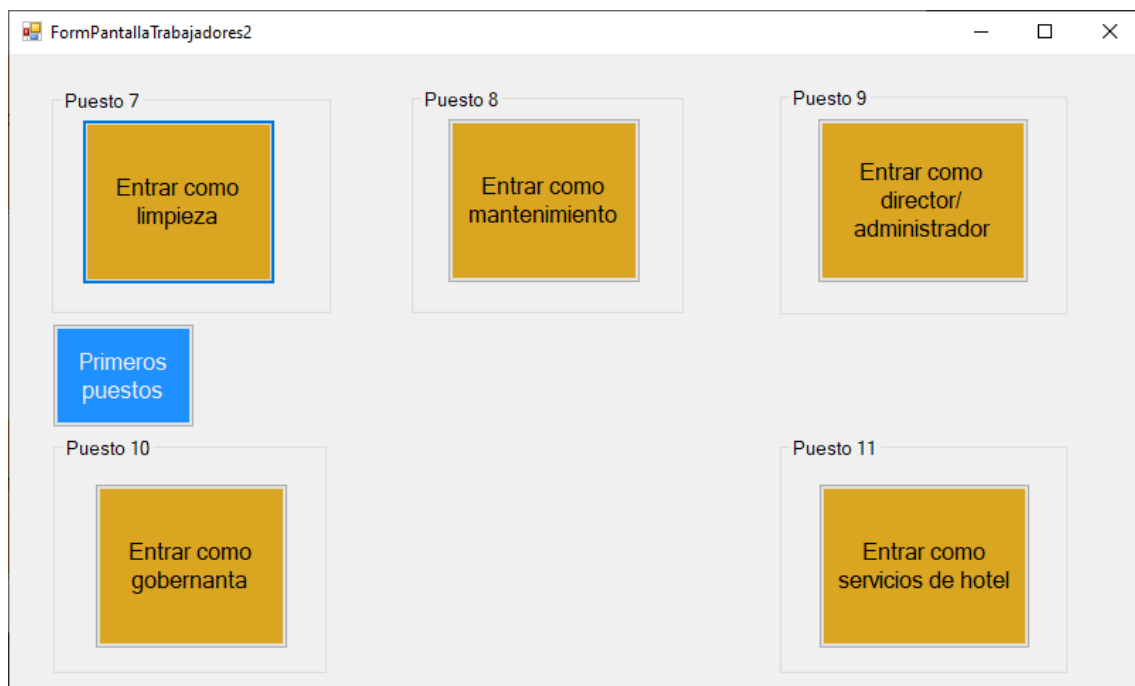 FormPantallaTrabajadores2
Puesto 7
Entrar como
limpieza
Puesto 8
Entrar como
mantenimiento
Puesto 9
Entrar como
director/
administrador
Primeros
puestos
Puesto 10
Entrar como
gobernanta
Puesto 11
Entrar como
servicios de hotel